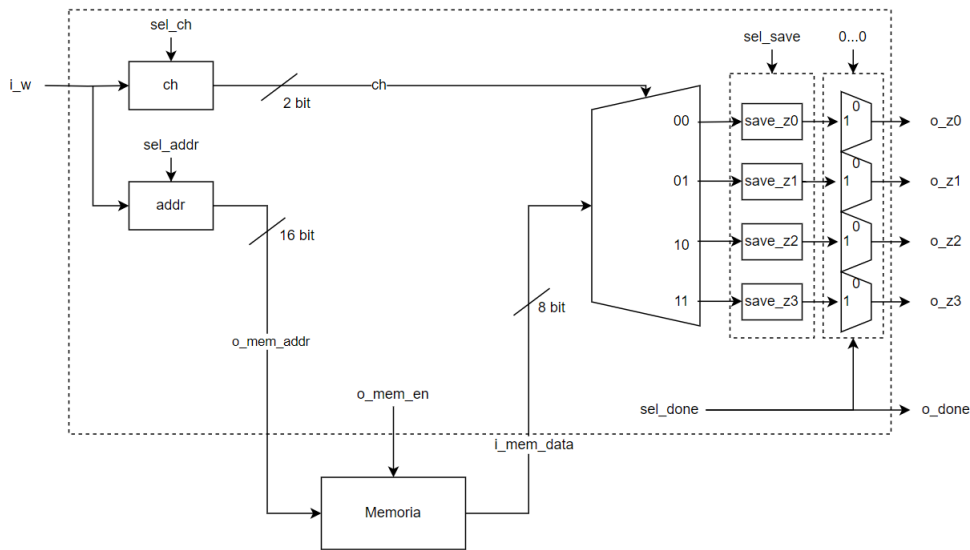 sel_ch
sel_save
0...0
i_w
ch
ch
2 bit
00
save_z0
0
1
o_z0
sel_addr
addr
16 bit
01
save_z1
0
1
o_z1
10
save_z2
0
1
o_z2
8 bit
11
save_z3
0
1
o_z3
o_mem_addr
o_mem_en
sel_done
o_done
i_mem_data
Memoria